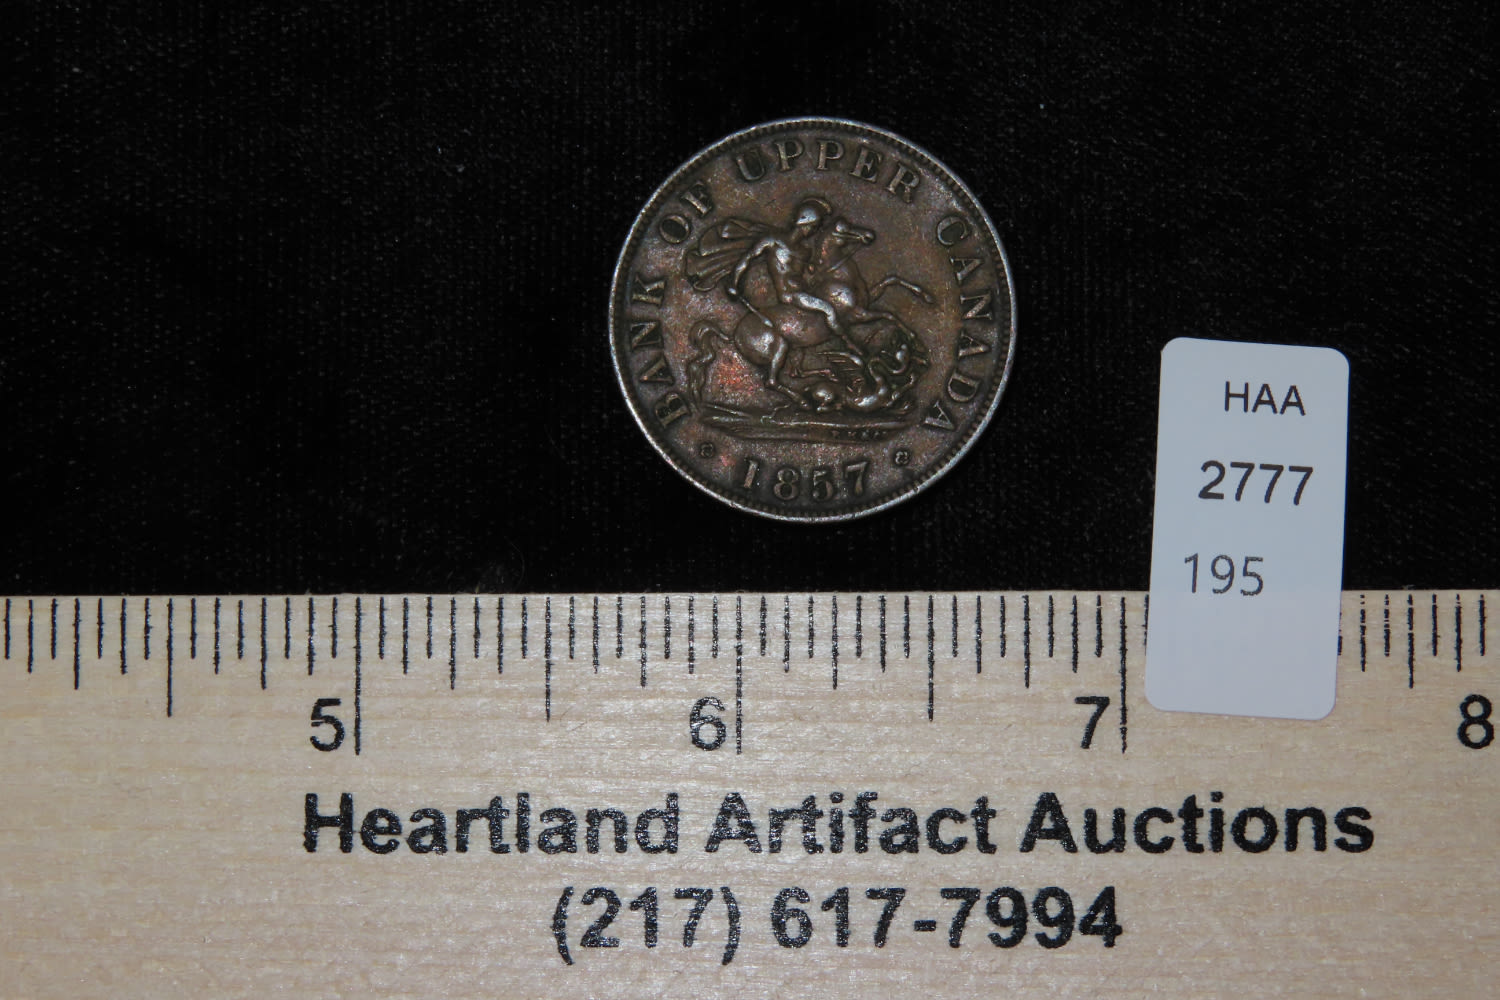 BANK OF UPPER CANADA
1857
HAA
2777
195
5 6 7 8
Heartland Artifact Auctions
(217) 617-7994